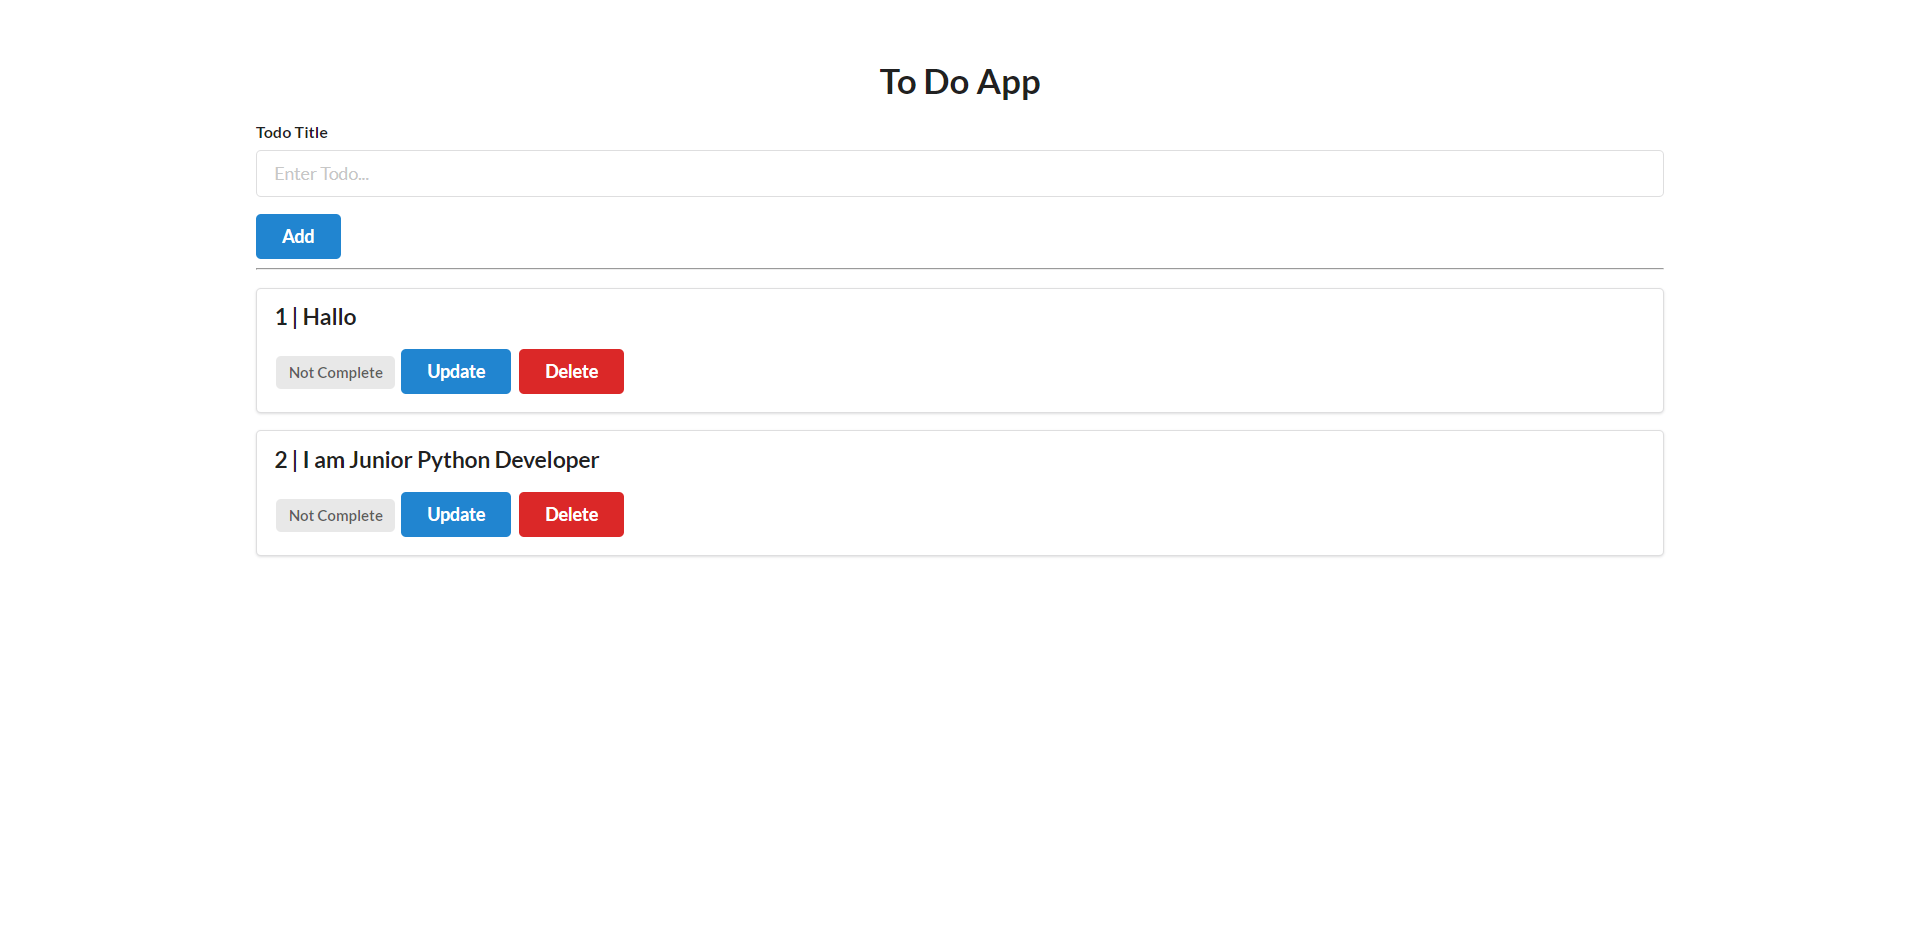 To Do App
Todo Title
Enter Todo...
Add
1 | Hallo
Not Complete Update Delete
2 | I am Junior Python Developer
Not Complete Update Delete